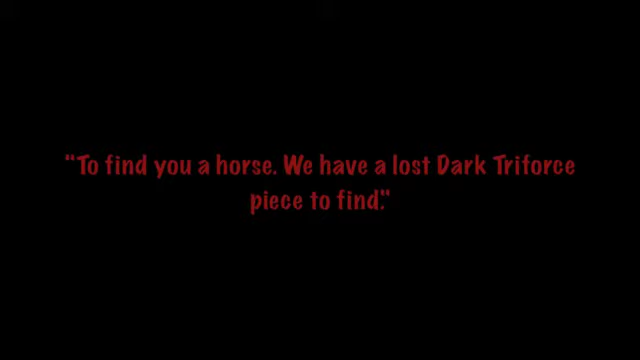 "To find you a horse. We have a lost Dark Triforce
piece to find."